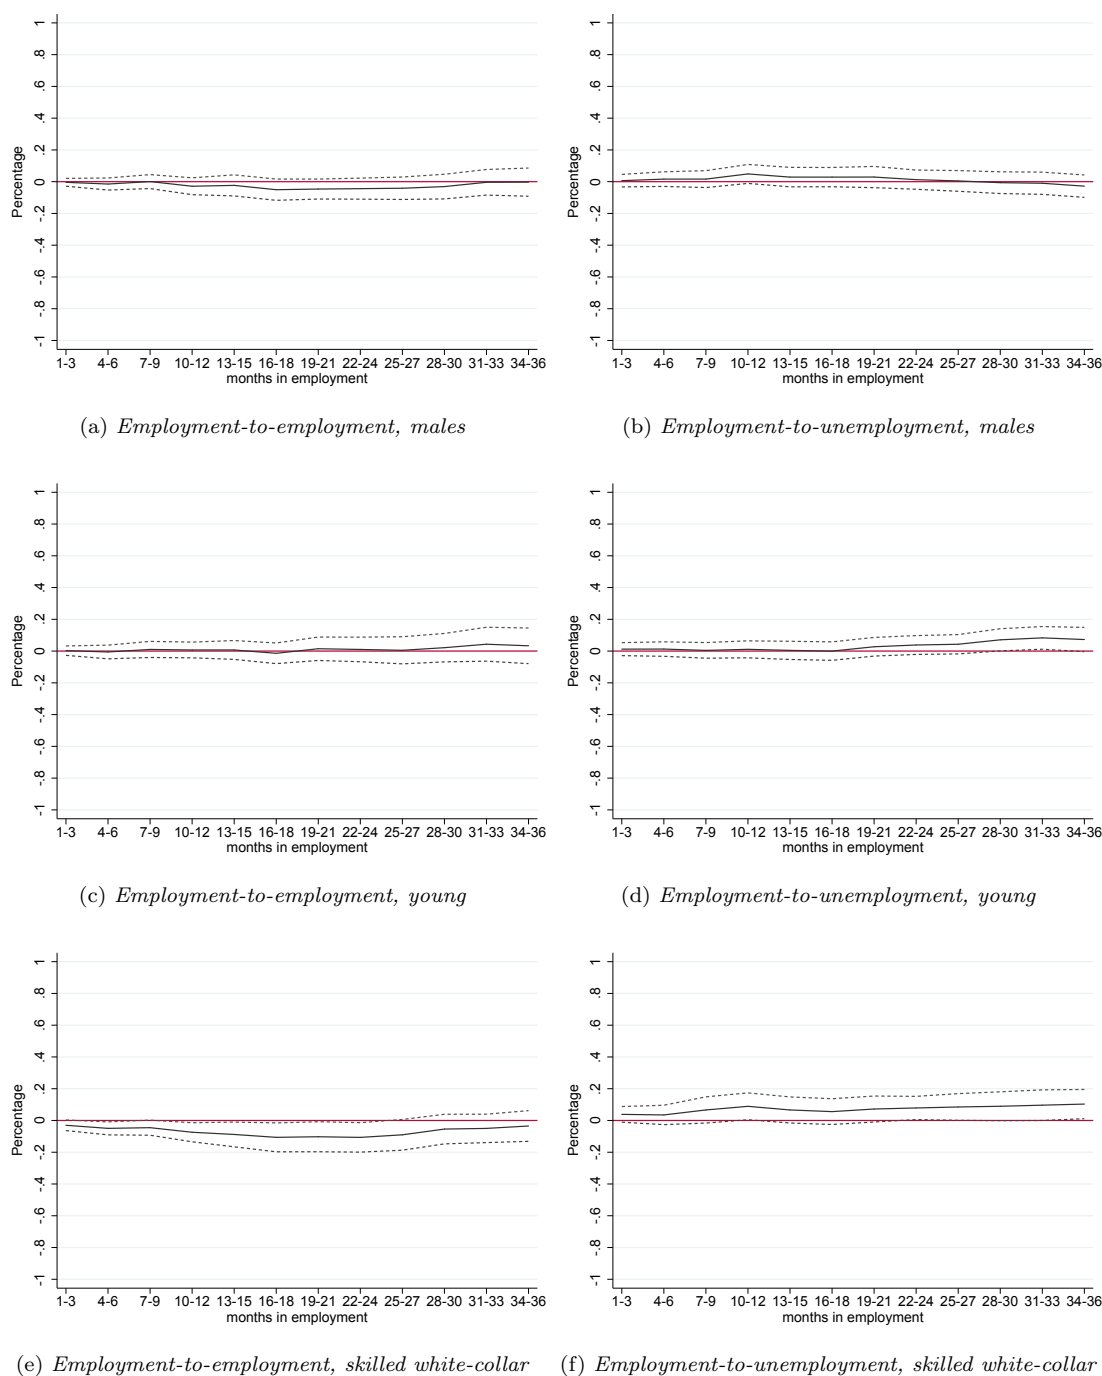 1
.8
.6
.4
.2
0
-.2
-.4
-.6
-.8
-1
Percentage
1-3 4-6 7-9 10-12 13-15 16-18 19-21 22-24 25-27 28-30 31-33 34-36
months in employment
(a) Employment-to-employment, males
1
.8
.6
.4
.2
0
-.2
-.4
-.6
-.8
-1
Percentage
1-3 4-6 7-9 10-12 13-15 16-18 19-21 22-24 25-27 28-30 31-33 34-36
months in employment
(b) Employment-to-unemployment, males
1
.8
.6
.4
.2
0
-.2
-.4
-.6
-.8
-1
Percentage
1-3 4-6 7-9 10-12 13-15 16-18 19-21 22-24 25-27 28-30 31-33 34-36
months in employment
(c) Employment-to-employment, young
1
.8
.6
.4
.2
0
-.2
-.4
-.6
-.8
-1
Percentage
1-3 4-6 7-9 10-12 13-15 16-18 19-21 22-24 25-27 28-30 31-33 34-36
months in employment
(d) Employment-to-unemployment, young
1
.8
.6
.4
.2
0
-.2
-.4
-.6
-.8
-1
Percentage
1-3 4-6 7-9 10-12 13-15 16-18 19-21 22-24 25-27 28-30 31-33 34-36
months in employment
(e) Employment-to-employment, skilled white-collar
1
.8
.6
.4
.2
0
-.2
-.4
-.6
-.8
-1
Percentage
1-3 4-6 7-9 10-12 13-15 16-18 19-21 22-24 25-27 28-30 31-33 34-36
months in employment
(f) Employment-to-unemployment, skilled white-collar